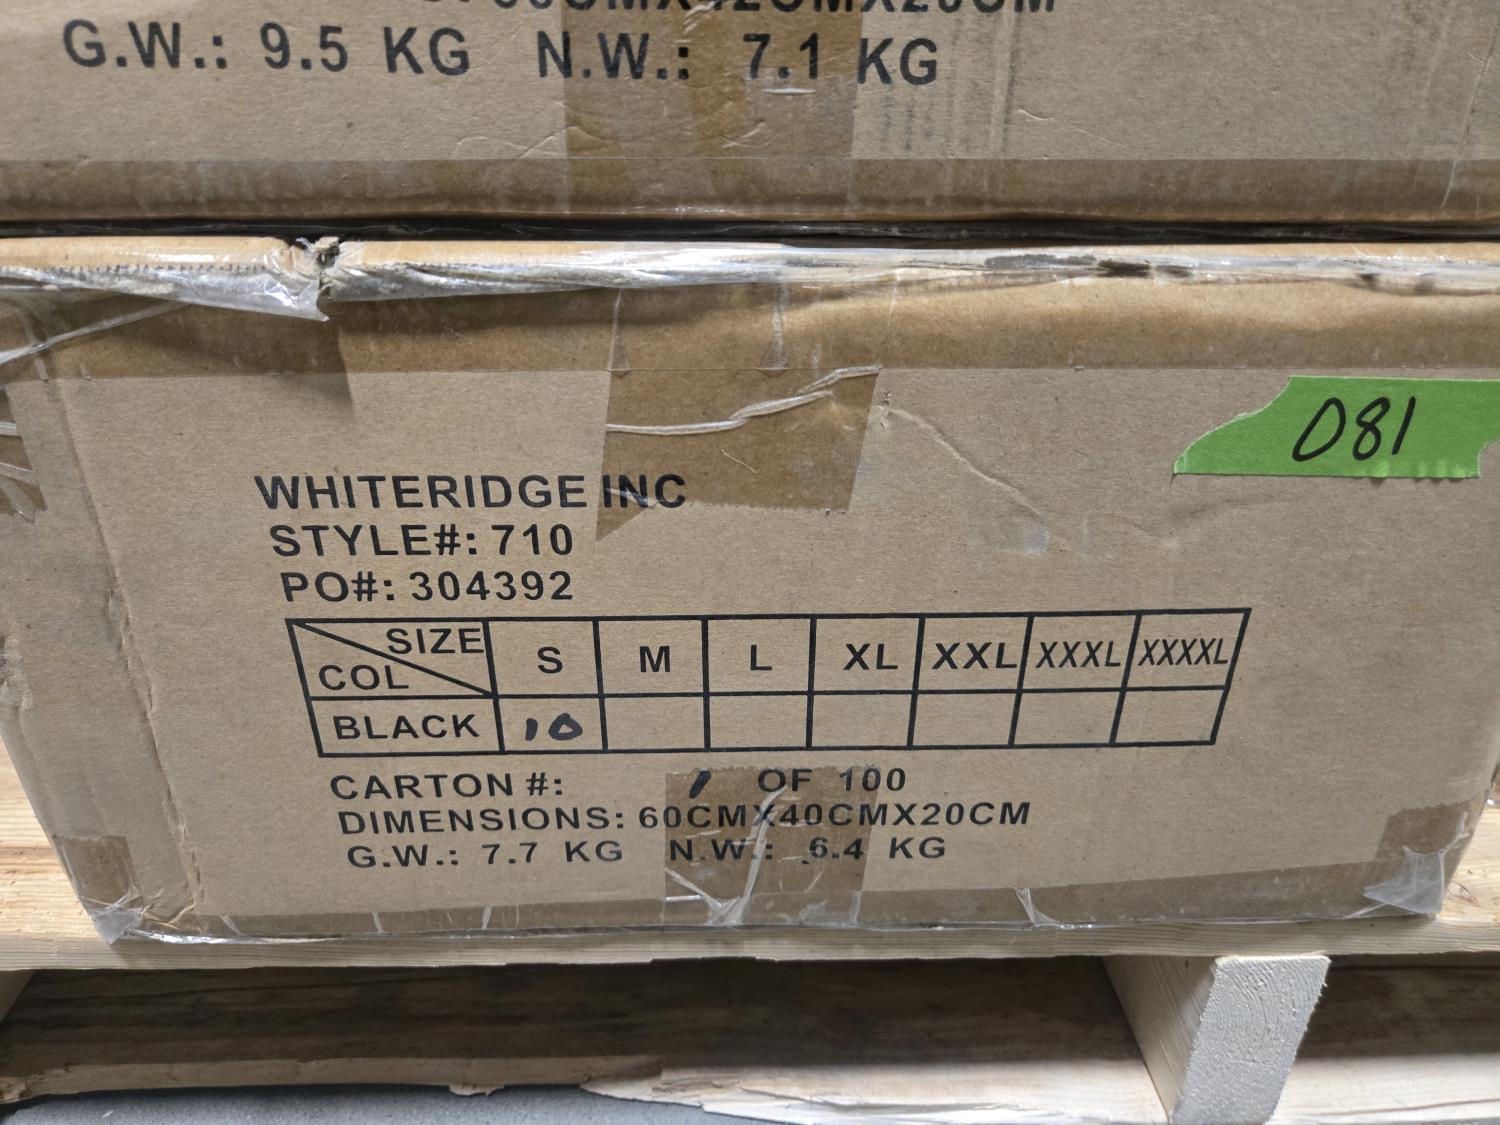 G.W.: 9.5 KG N.W.: 7.1 KG
D81
WHITERIDGE INC
STYLE#: 710
PO#: 304392
SIZE S M L XL XXL XXXL XXXXL
COL
BLACK 10
CARTON #: 1 OF 100
DIMENSIONS: 60CMX40CMX20CM
G.W.: 7.7 KG N.W.: 6.4 KG